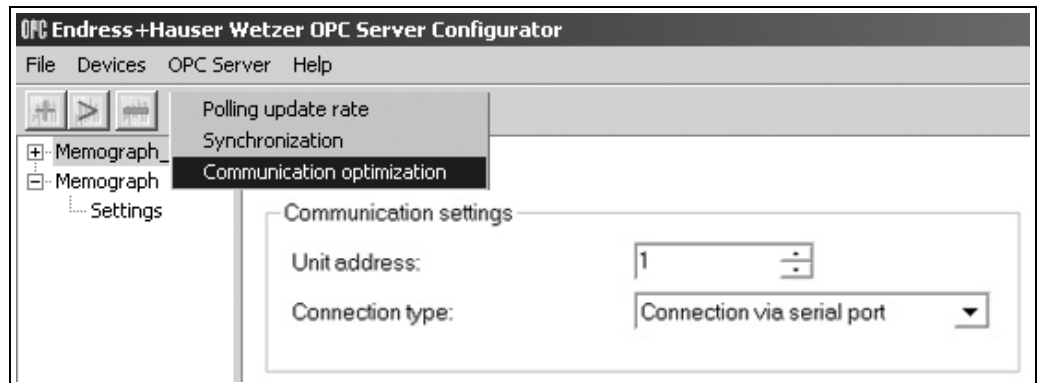 OPC Endress+Hauser Wetzer OPC Server Configurator
File Devices OPC Server Help
Polling update rate
Synchronization
Communication optimization
Memograph_
Memograph
Settings
Communication settings
Unit address: 1
Connection type: Connection via serial port